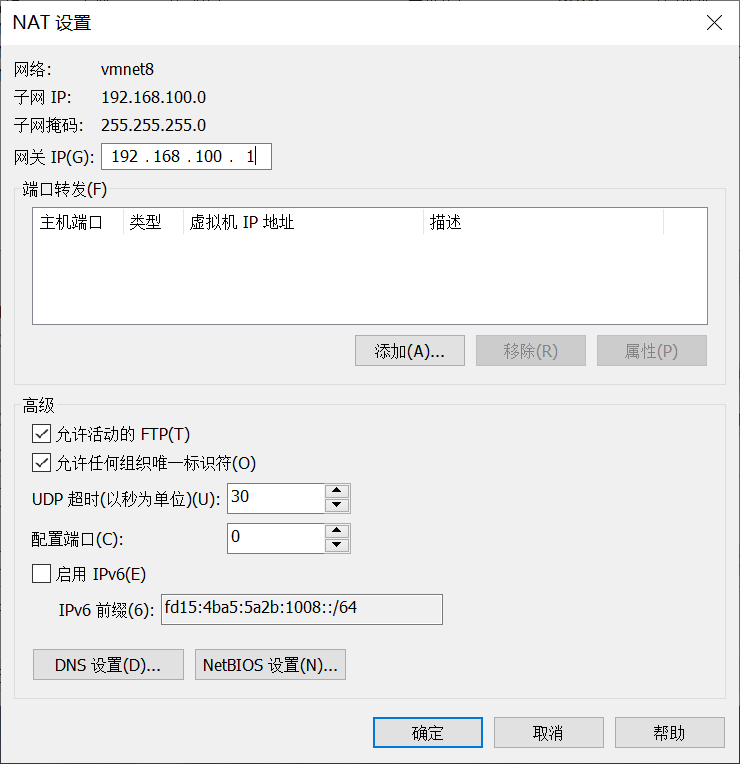 NAT 设置
网络: vmnet8
子网 IP: 192.168.100.0
子网掩码: 255.255.255.0
网关 IP(G): 192 . 168 . 100 . 1
端口转发(F)
主机端口 类型 虚拟机 IP 地址 描述
添加(A)... 移除(R) 属性(P)
高级
允许活动的 FTP(T)
允许任何组织唯一标识符(O)
UDP 超时(以秒为单位)(U): 30
配置端口(C): 0
启用 IPv6(E)
IPv6 前缀(6): fd15:4ba5:5a2b:1008::/64
DNS 设置(D)... NetBIOS 设置(N)...
确定 取消 帮助